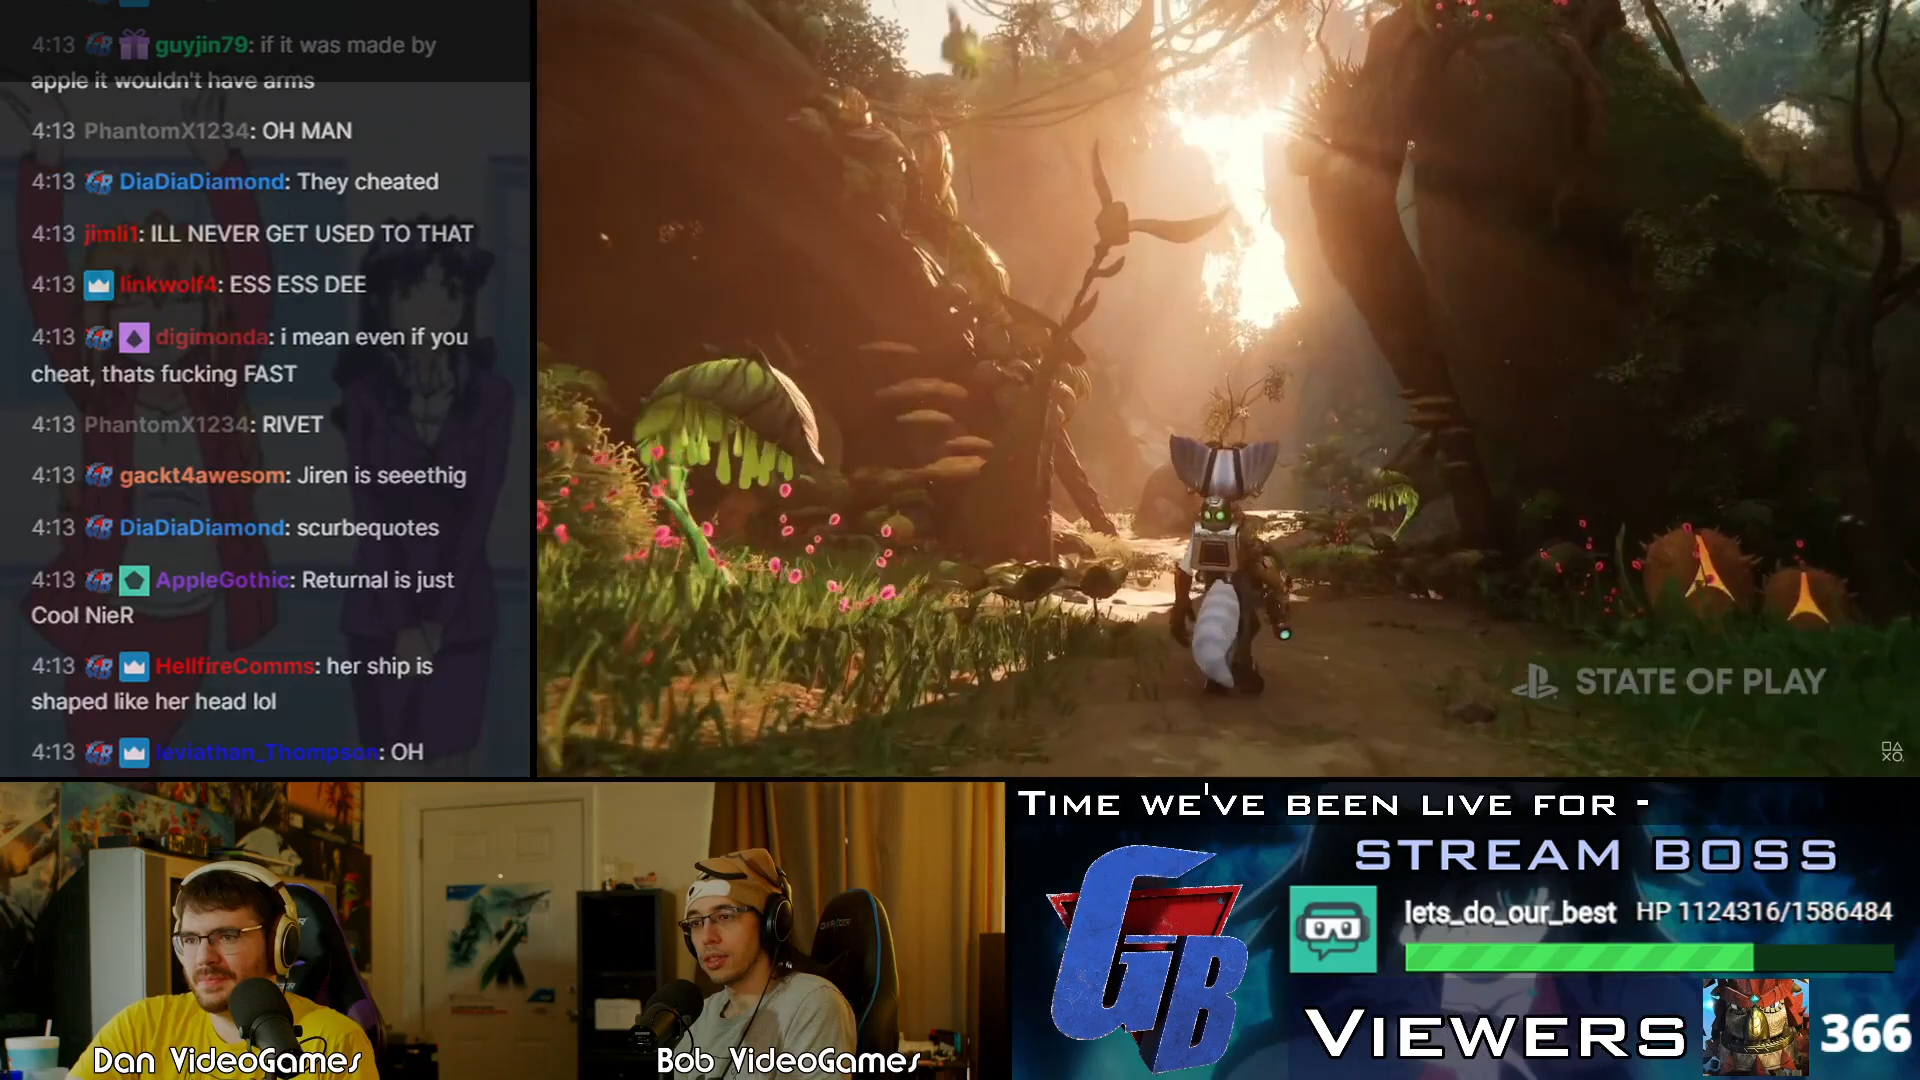 4:13 guyjin79: if it was made by
apple it wouldn't have arms
4:13 PhantomX1234: OH MAN
4:13 DiaDiaDiamond: They cheated
4:13 jimli1: ILL NEVER GET USED TO THAT
4:13 linkwolf4: ESS ESS DEE
4:13 digimonda: i mean even if you
cheat, thats fucking FAST
4:13 PhantomX1234: RIVET
4:13 gackt4awesom: Jiren is seeethig
4:13 DiaDiaDiamond: scurbequotes
4:13 AppleGothic: Returnal is just
Cool NieR
4:13 HellfireComms: her ship is
shaped like her head lol
4:13 leviathan_Thompson: OH
STATE OF PLAY
Dan VideoGames
Bob VideoGames
TIME WE'VE BEEN LIVE FOR -
STREAM BOSS
lets_do_our_best HP 1124316/1586484
GB
VIEWERS 366